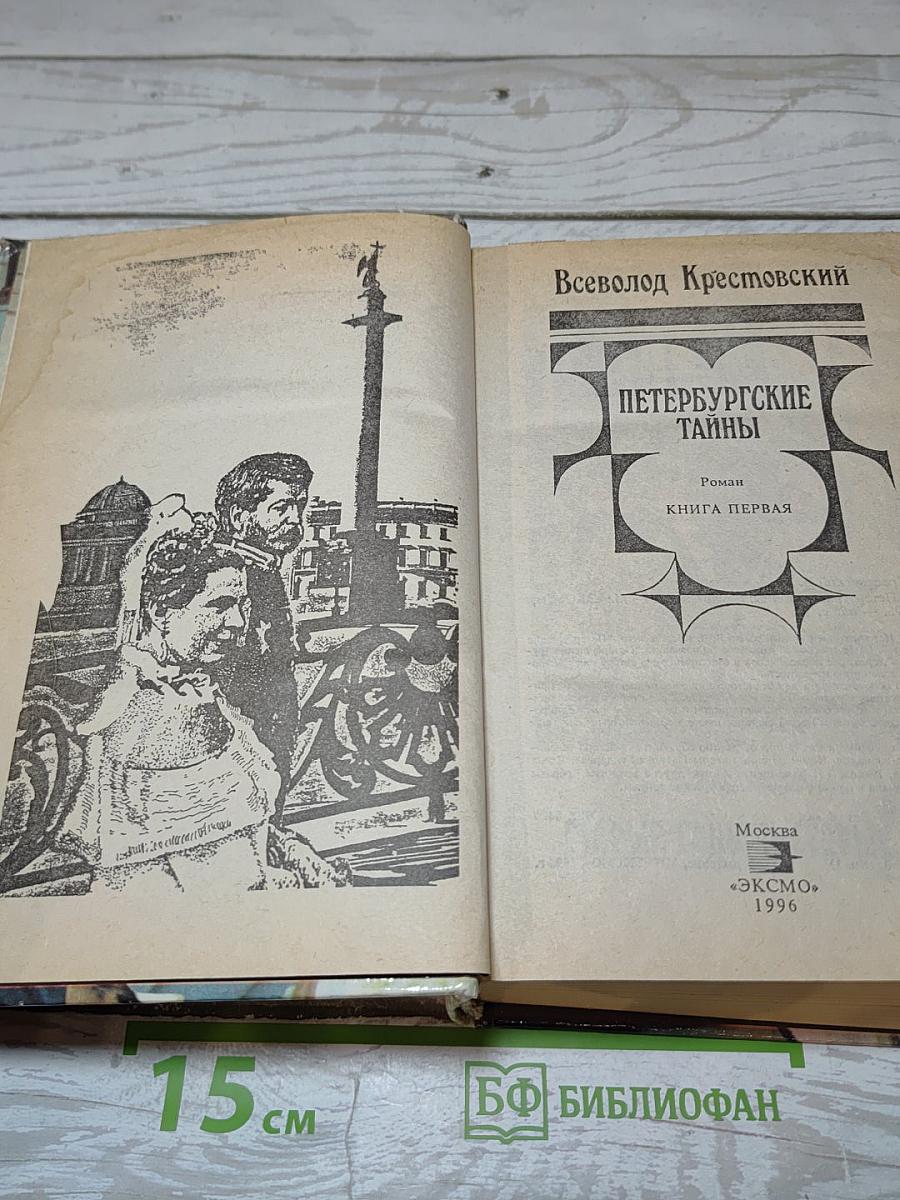 Всеволод Крестовский
ПЕТЕРБУРГСКИЕ
ТАЙНЫ
Роман
КНИГА ПЕРВАЯ
Москва
«ЭКСМО»
1996
15 см
БФ БИБЛИОФАН